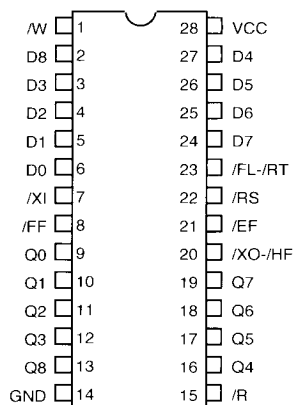 /W 1 28 VCC
D8 2 27 D4
D3 3 26 D5
D2 4 25 D6
D1 5 24 D7
D0 6 23 /FL-/RT
/XI 7 22 /RS
/FF 8 21 /EF
Q0 9 20 /XO-/HF
Q1 10 19 Q7
Q2 11 18 Q6
Q3 12 17 Q5
Q8 13 16 Q4
GND 14 15 /R